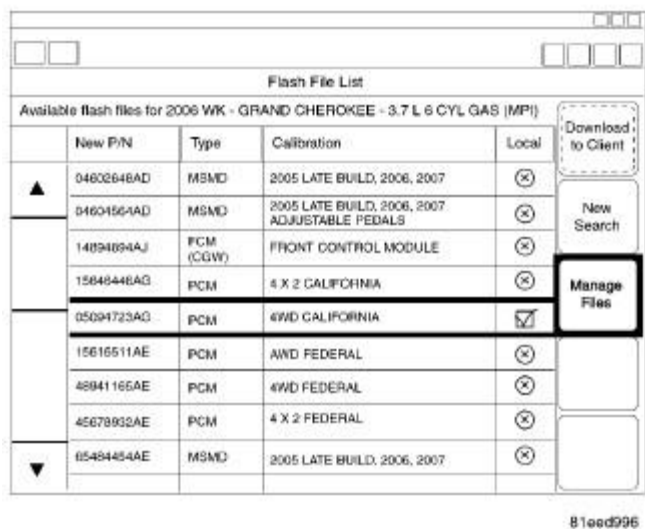 Flash File List
Available flash files for 2006 WK - GRAND CHEROKEE - 3.7 L 6 CYL GAS (MPI)
Download to Client
New P/N Type Calibration Local
04602648AD MSMD 2005 LATE BUILD, 2006, 2007
04604564AD MSMD 2005 LATE BUILD, 2006, 2007 ADJUSTABLE PEDALS
New Search
14894894AJ FCM (CGW) FRONT CONTROL MODULE
15646446AG PCM 4 X 2 CALIFORNIA
Manage Files
05094723AG PCM 4WD CALIFORNIA
15616511AE PCM AWD FEDERAL
48941165AE PCM 4WD FEDERAL
45678932AE PCM 4 X 2 FEDERAL
65484454AE MSMD 2005 LATE BUILD, 2006, 2007
81eed996